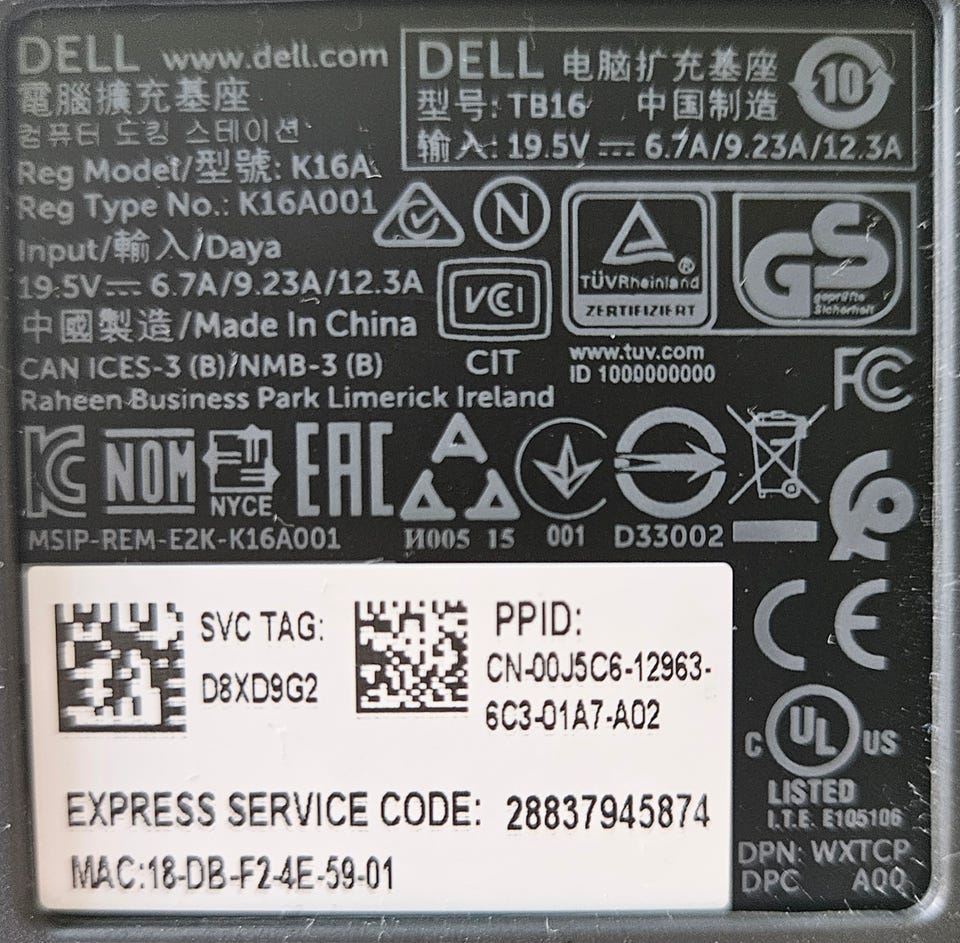 DELL www.dell.com
電腦擴充基座
컴퓨터 도킹 스테이션
Reg Model/型號: K16A
Reg Type No.: K16A001
Input/輸入/Daya
19.5V⎓ 6.7A/9.23A/12.3A
中國製造/Made In China
CAN ICES-3 (B)/NMB-3 (B)
Raheen Business Park Limerick Ireland
DELL 电脑扩充基座
型号: TB16 中国制造
输入: 19.5V⎓ 6.7A/9.23A/12.3A
10
N
VCI
CIT
TÜVRheinland®
ZERTIFIZIERT
GS
geprüfte
Sicherheit
www.tuv.com
ID 1000000000
FC
KC NOM
NYCE
EAC
MSIP-REM-E2K-K16A001 И005 15 001 D33002
CE
SVC TAG:
D8XD9G2
PPID:
CN-00J5C6-12963-
6C3-01A7-A02
EXPRESS SERVICE CODE: 28837945874
MAC:18-DB-F2-4E-59-01
C UL US
LISTED
I.T.E. E105106
DPN: WXTCP
DPC A00